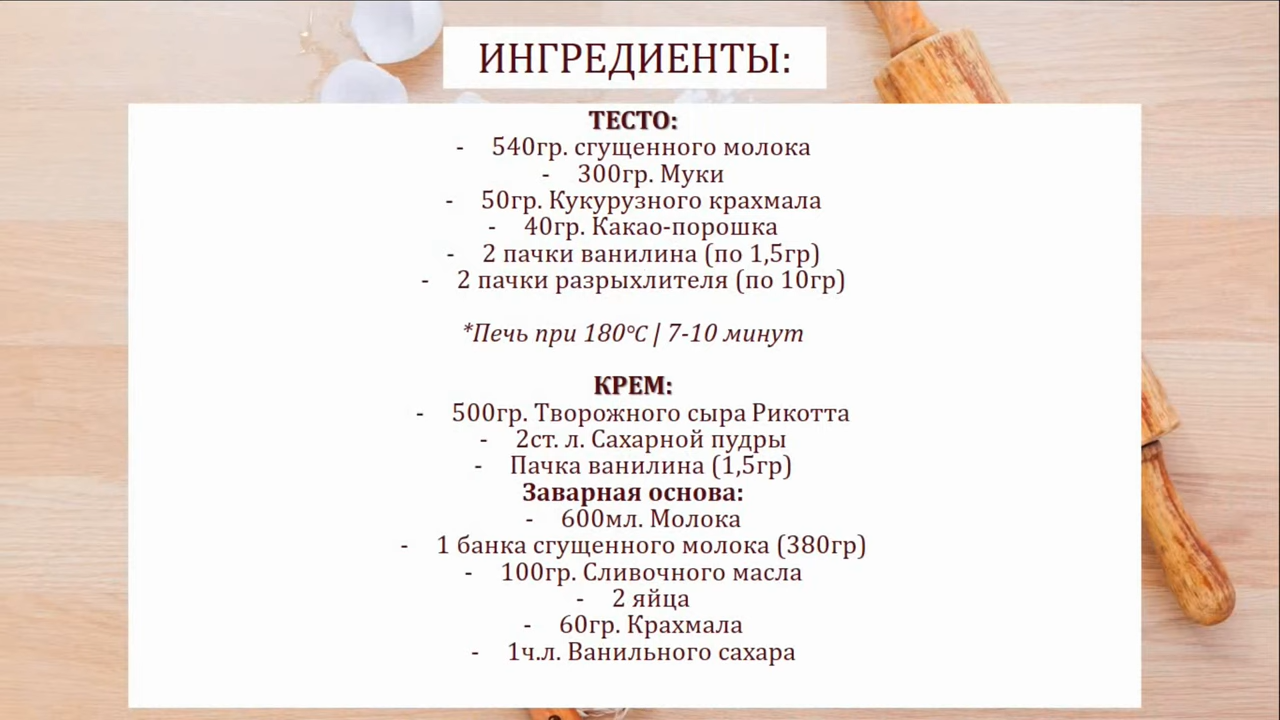 ИНГРЕДИЕНТЫ:
ТЕСТО:
- 540гр. сгущенного молока
- 300гр. Муки
- 50гр. Кукурузного крахмала
- 40гр. Какао-порошка
- 2 пачки ванилина (по 1,5гр)
- 2 пачки разрыхлителя (по 10гр)
*Печь при 180°С | 7-10 минут
КРЕМ:
- 500гр. Творожного сыра Рикотта
- 2ст. л. Сахарной пудры
- Пачка ванилина (1,5гр)
Заварная основа:
- 600мл. Молока
- 1 банка сгущенного молока (380гр)
- 100гр. Сливочного масла
- 2 яйца
- 60гр. Крахмала
- 1ч.л. Ванильного сахара